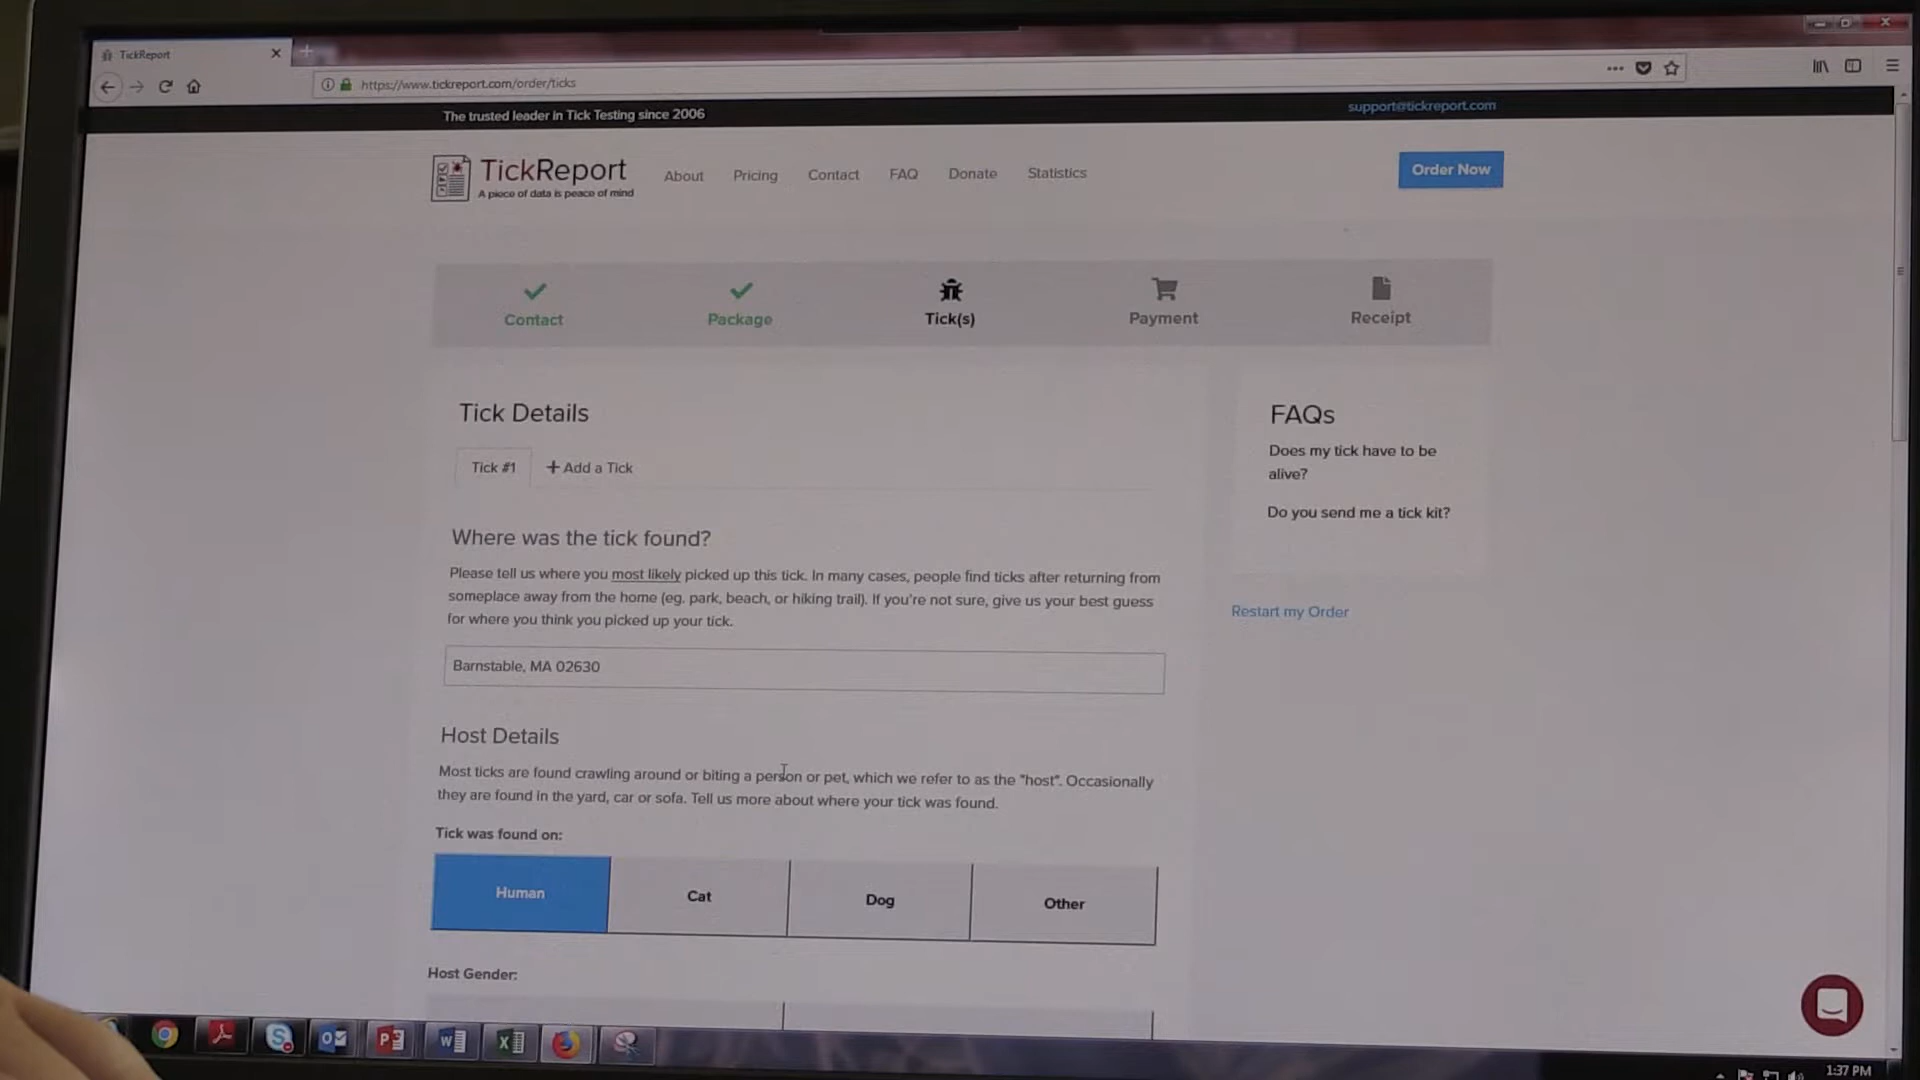 TickReport
https://www.tickreport.com/order/ticks
The trusted leader in Tick Testing since 2006
support@tickreport.com
TickReport
A piece of data is peace of mind
About
Pricing
Contact
FAQ
Donate
Statistics
Order Now
Contact
Package
Tick(s)
Payment
Receipt
Tick Details
Tick #1
+ Add a Tick
Where was the tick found?
Please tell us where you most likely picked up this tick. In many cases, people find ticks after returning from
someplace away from the home (eg. park, beach, or hiking trail). If you're not sure, give us your best guess
for where you think you picked up your tick.
Barnstable, MA 02630
Host Details
Most ticks are found crawling around or biting a person or pet, which we refer to as the "host". Occasionally
they are found in the yard, car or sofa. Tell us more about where your tick was found.
Tick was found on:
Human
Cat
Dog
Other
Host Gender:
FAQs
Does my tick have to be
alive?
Do you send me a tick kit?
Restart my Order
1:37 PM